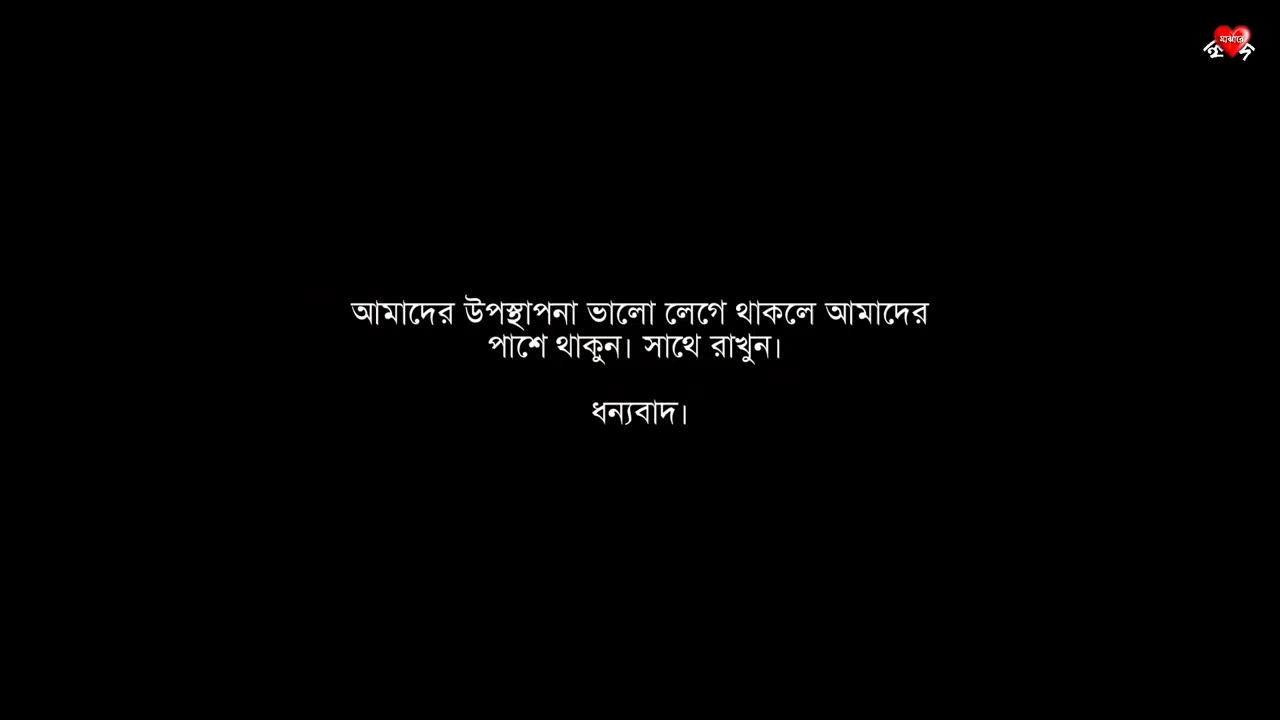 মাঝারে
আমাদের উপস্থাপনা ভালো লেগে থাকলে আমাদের
পাশে থাকুন। সাথে রাখুন।
ধন্যবাদ।